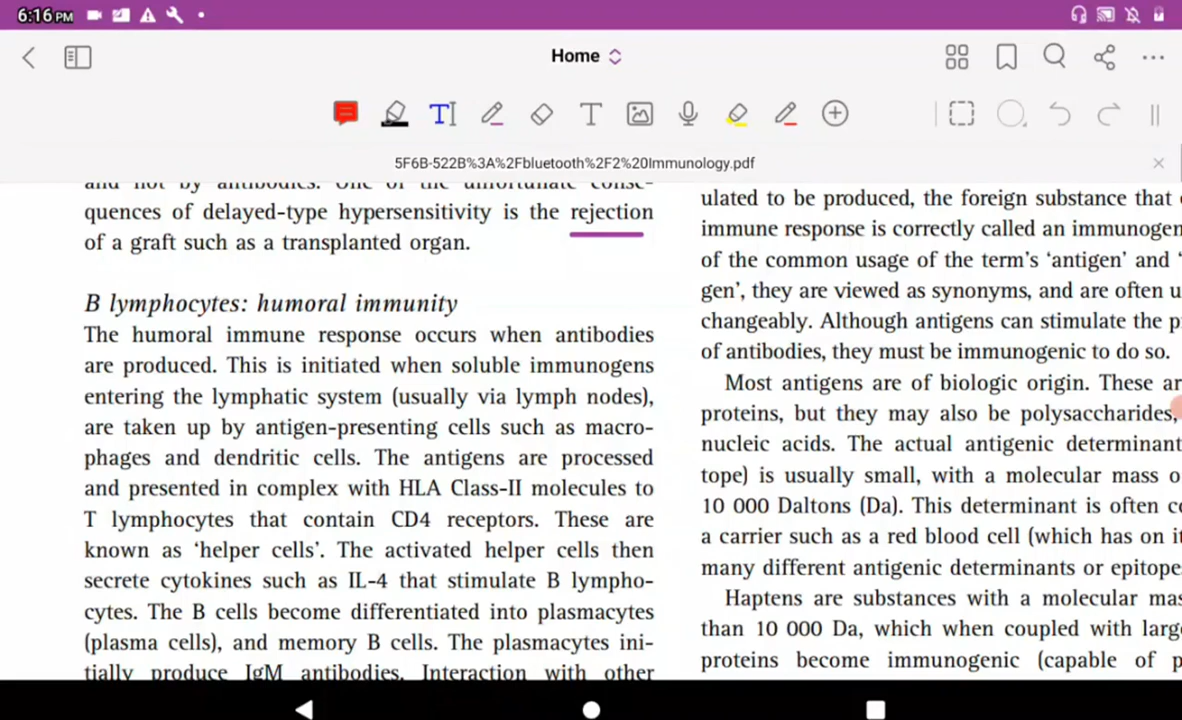 6:16 PM
Home
5F6B-522B%3A%2Fbluetooth%2F2%20Immunology.pdf
and not by antibodies. One of the unfortunate conse-
quences of delayed-type hypersensitivity is the rejection
of a graft such as a transplanted organ.
B lymphocytes: humoral immunity
The humoral immune response occurs when antibodies
are produced. This is initiated when soluble immunogens
entering the lymphatic system (usually via lymph nodes),
are taken up by antigen-presenting cells such as macro-
phages and dendritic cells. The antigens are processed
and presented in complex with HLA Class-II molecules to
T lymphocytes that contain CD4 receptors. These are
known as ‘helper cells’. The activated helper cells then
secrete cytokines such as IL-4 that stimulate B lympho-
cytes. The B cells become differentiated into plasmacytes
(plasma cells), and memory B cells. The plasmacytes ini-
tially produce IgM antibodies. Interaction with other
ulated to be produced, the foreign substance that
immune response is correctly called an immunogen
of the common usage of the term’s ‘antigen’ and ‘
gen’, they are viewed as synonyms, and are often u
changeably. Although antigens can stimulate the p
of antibodies, they must be immunogenic to do so.
Most antigens are of biologic origin. These ar
proteins, but they may also be polysaccharides,
nucleic acids. The actual antigenic determinant
tope) is usually small, with a molecular mass o
10 000 Daltons (Da). This determinant is often c
a carrier such as a red blood cell (which has on it
many different antigenic determinants or epitope
Haptens are substances with a molecular mas
than 10 000 Da, which when coupled with larg
proteins become immunogenic (capable of p